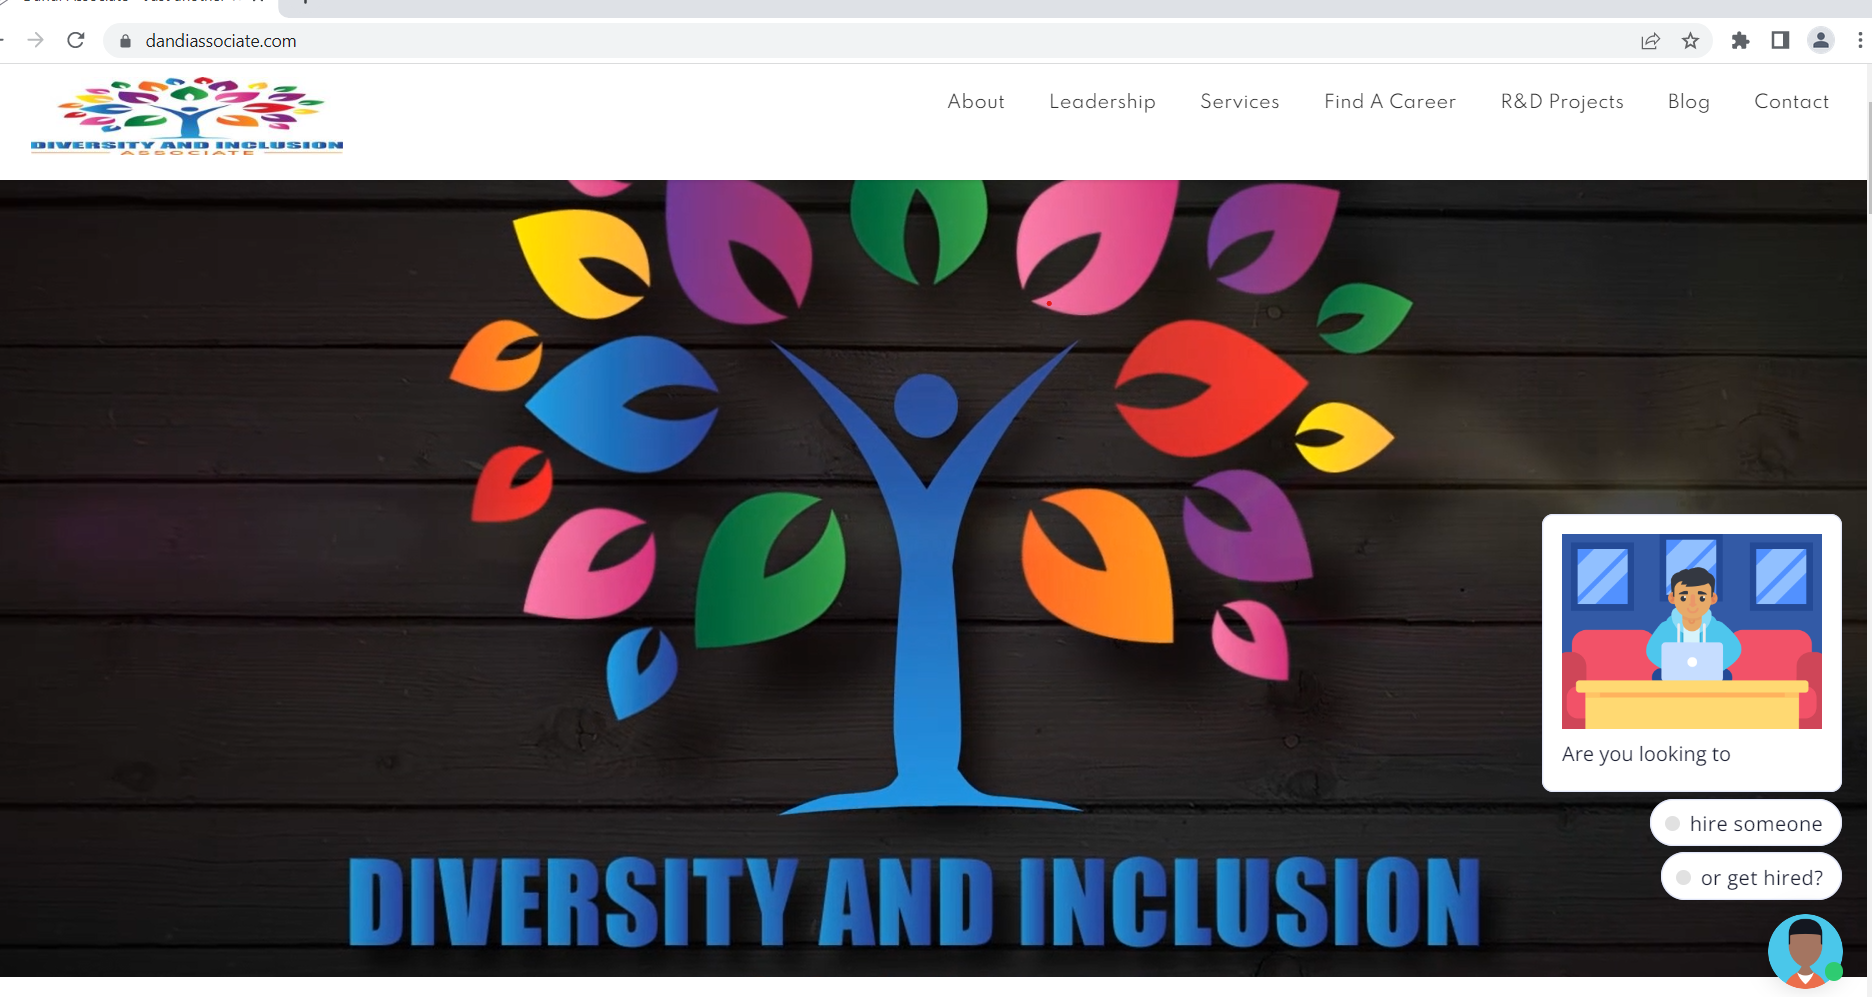 dandiassociate.com
DIVERSITY AND INCLUSION
ASSOCIATE
About Leadership Services Find A Career R&D Projects Blog Contact
DIVERSITY AND INCLUSION
Are you looking to
hire someone
or get hired?